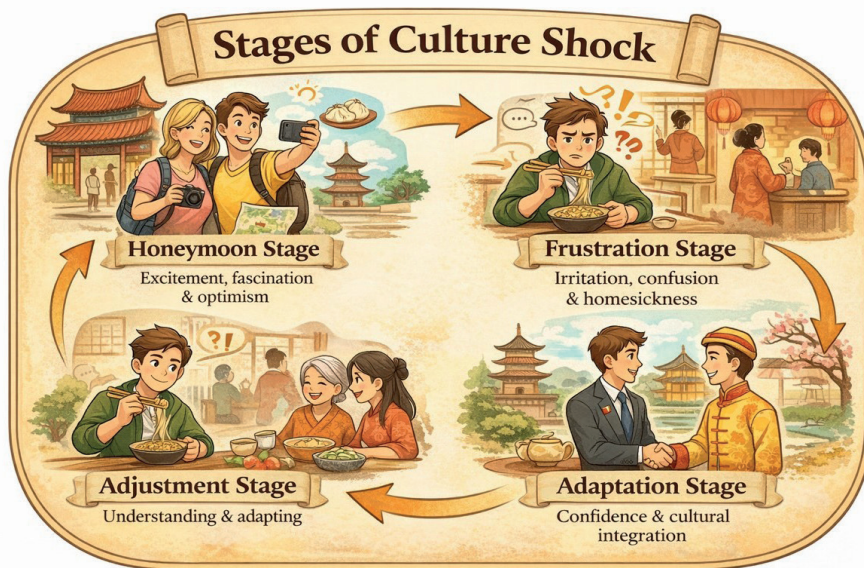 Stages of Culture Shock
Honeymoon Stage
Excitement, fascination
& optimism
...
!
??
Frustration Stage
Irritation, confusion
& homesickness
?!
Adjustment Stage
Understanding & adapting
Adaptation Stage
Confidence & cultural
integration